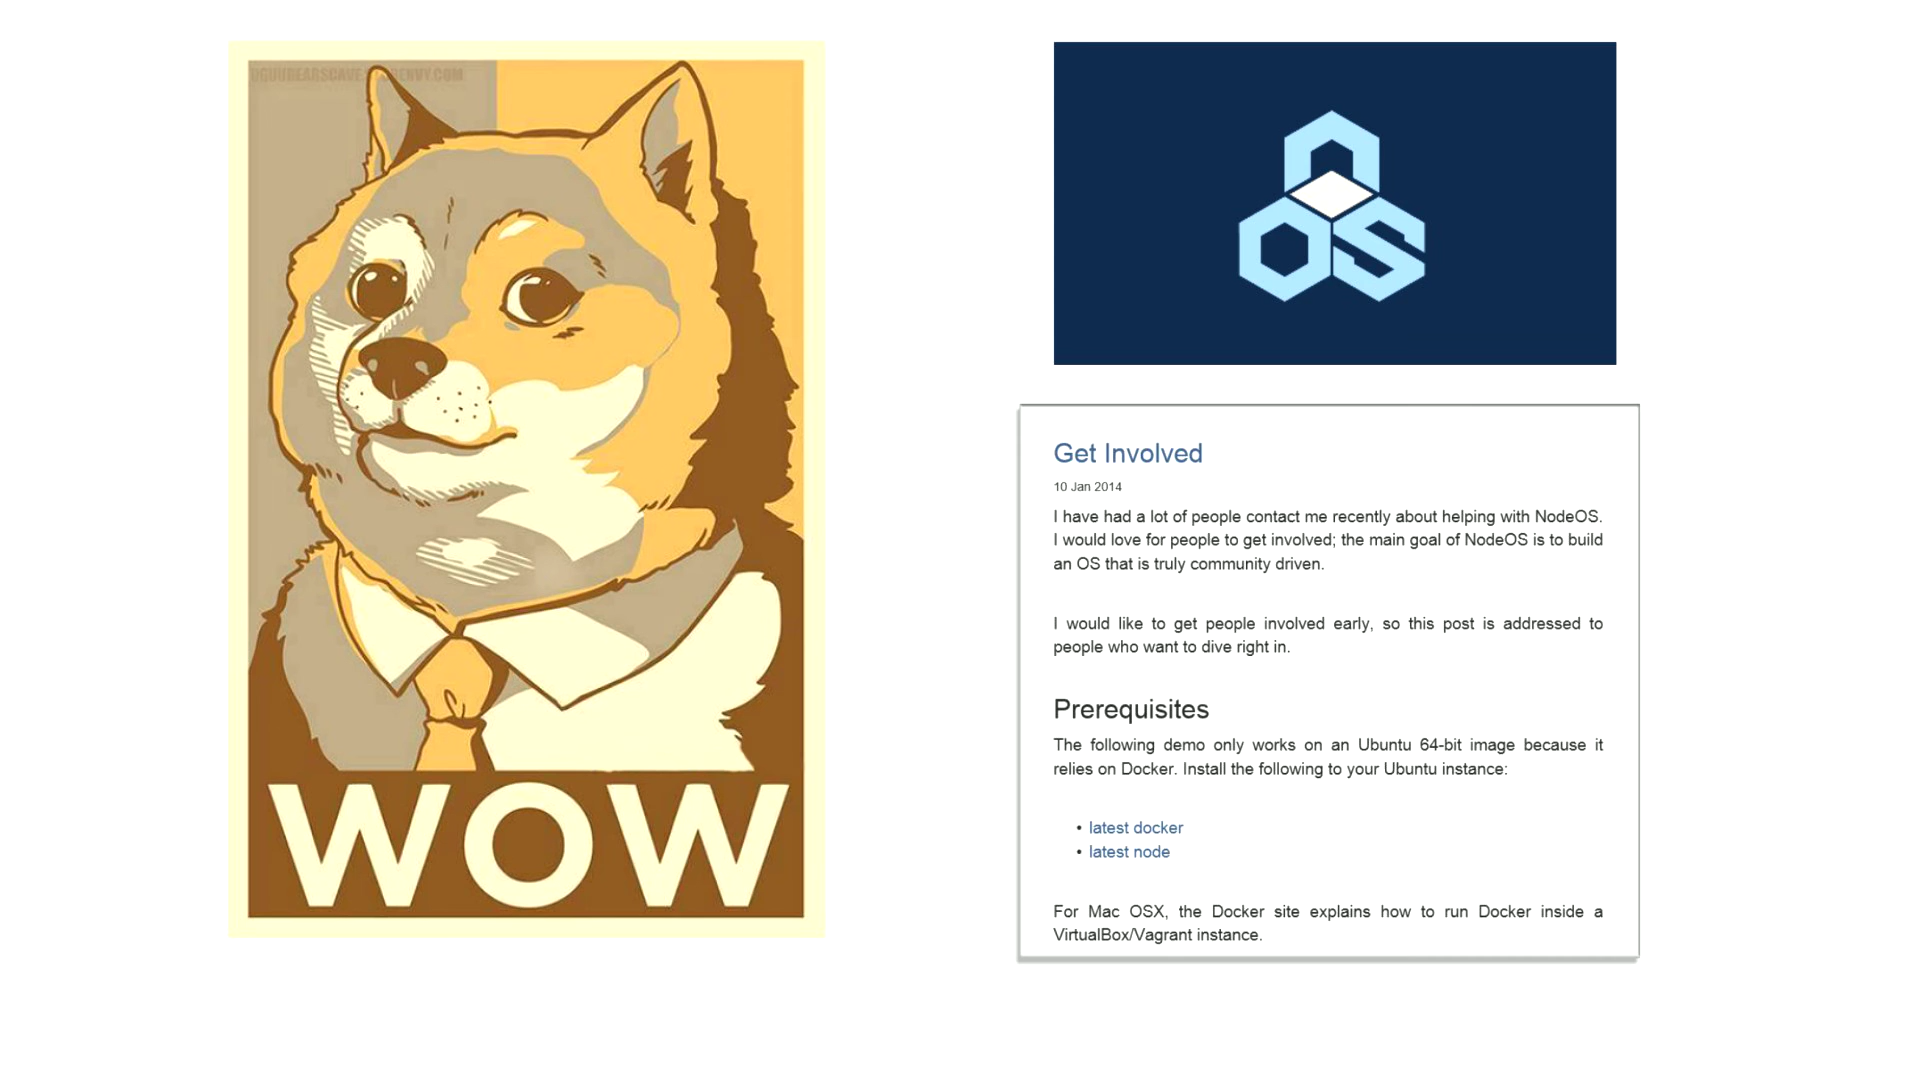 WOW
nOS
Get Involved
10 Jan 2014
I have had a lot of people contact me recently about helping with NodeOS.
I would love for people to get involved; the main goal of NodeOS is to build
an OS that is truly community driven.
I would like to get people involved early, so this post is addressed to
people who want to dive right in.
Prerequisites
The following demo only works on an Ubuntu 64-bit image because it
relies on Docker. Install the following to your Ubuntu instance:
• latest docker
• latest node
For Mac OSX, the Docker site explains how to run Docker inside a
VirtualBox/Vagrant instance.